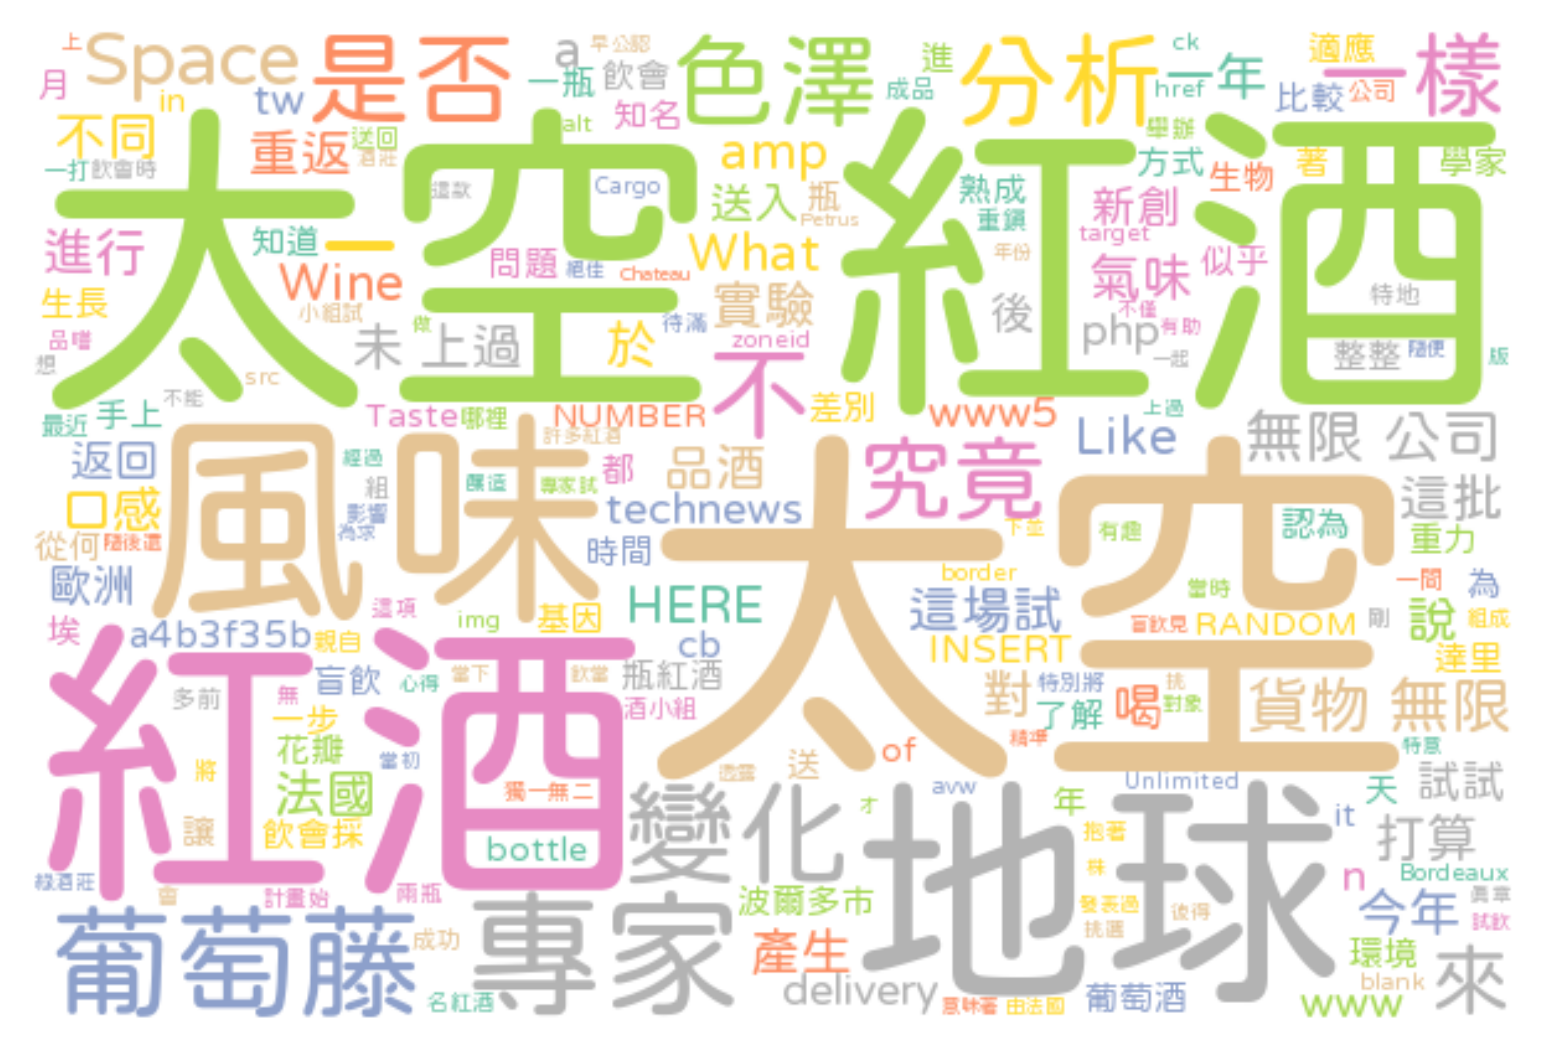 上 Space 是否 a 早公認 色澤 進 分析 ck 一年 適應 一樣
月 in tw 一瓶 飲會 知名 成品 href 比較 公司
不同 重返 送回 酒莊 alt amp 舉辦 方式 生物 著 學家
一打 飲會時 太空 這款 Cargo 送入 瓶 Petrus 紅酒 熟成 重鎮 新創 target 似乎
進行 知道 一 Wine 問題 絕佳 Chateau What 年份 氣味 不僅 特地
生長 小組試 未 上過 做 待滿 於 實驗 後 php 有助 一起 整整 隨便 版
品嚐 想 src 不能 zoneid 不
最近 手上 Taste 哪裡 NUMBER 差別 www5 上過 Like 無限 公司
返回 風味 經過 許多紅酒 都 品酒 究竟 太空 這批
口感 組 釀造 專家試 technews 下並 有趣 認為 重力
從何 隨後還 影響 為求 時間 border 當時 一間 為
歐洲 這項 img 基因 HERE 這場試 盲飲見 RANDOM 剛 說 組成
埃 a4b3f35b 親自 cb INSERT 達里
紅酒 多前 無 盲飲 心得 當下 飲當 瓶紅酒 對 特別將 挑 喝 對象 貨物 無限
一步 花瓣 酒小組 了解 精準 特意
將 法國 當初 獨一無二 透露 送 of avw Unlimited 天 試試
讓 飲會採 bottle 變化 才 地球 年 抱著 it 打算
綠酒莊 會 計畫始 兩瓶 株 n Bordeaux
葡萄藤 成功 專家 波爾多市 發表過 彼得 挑選 今年 真章 試飲
產生 環境 來
名紅酒 delivery 意味著 由法國 葡萄酒 blank www